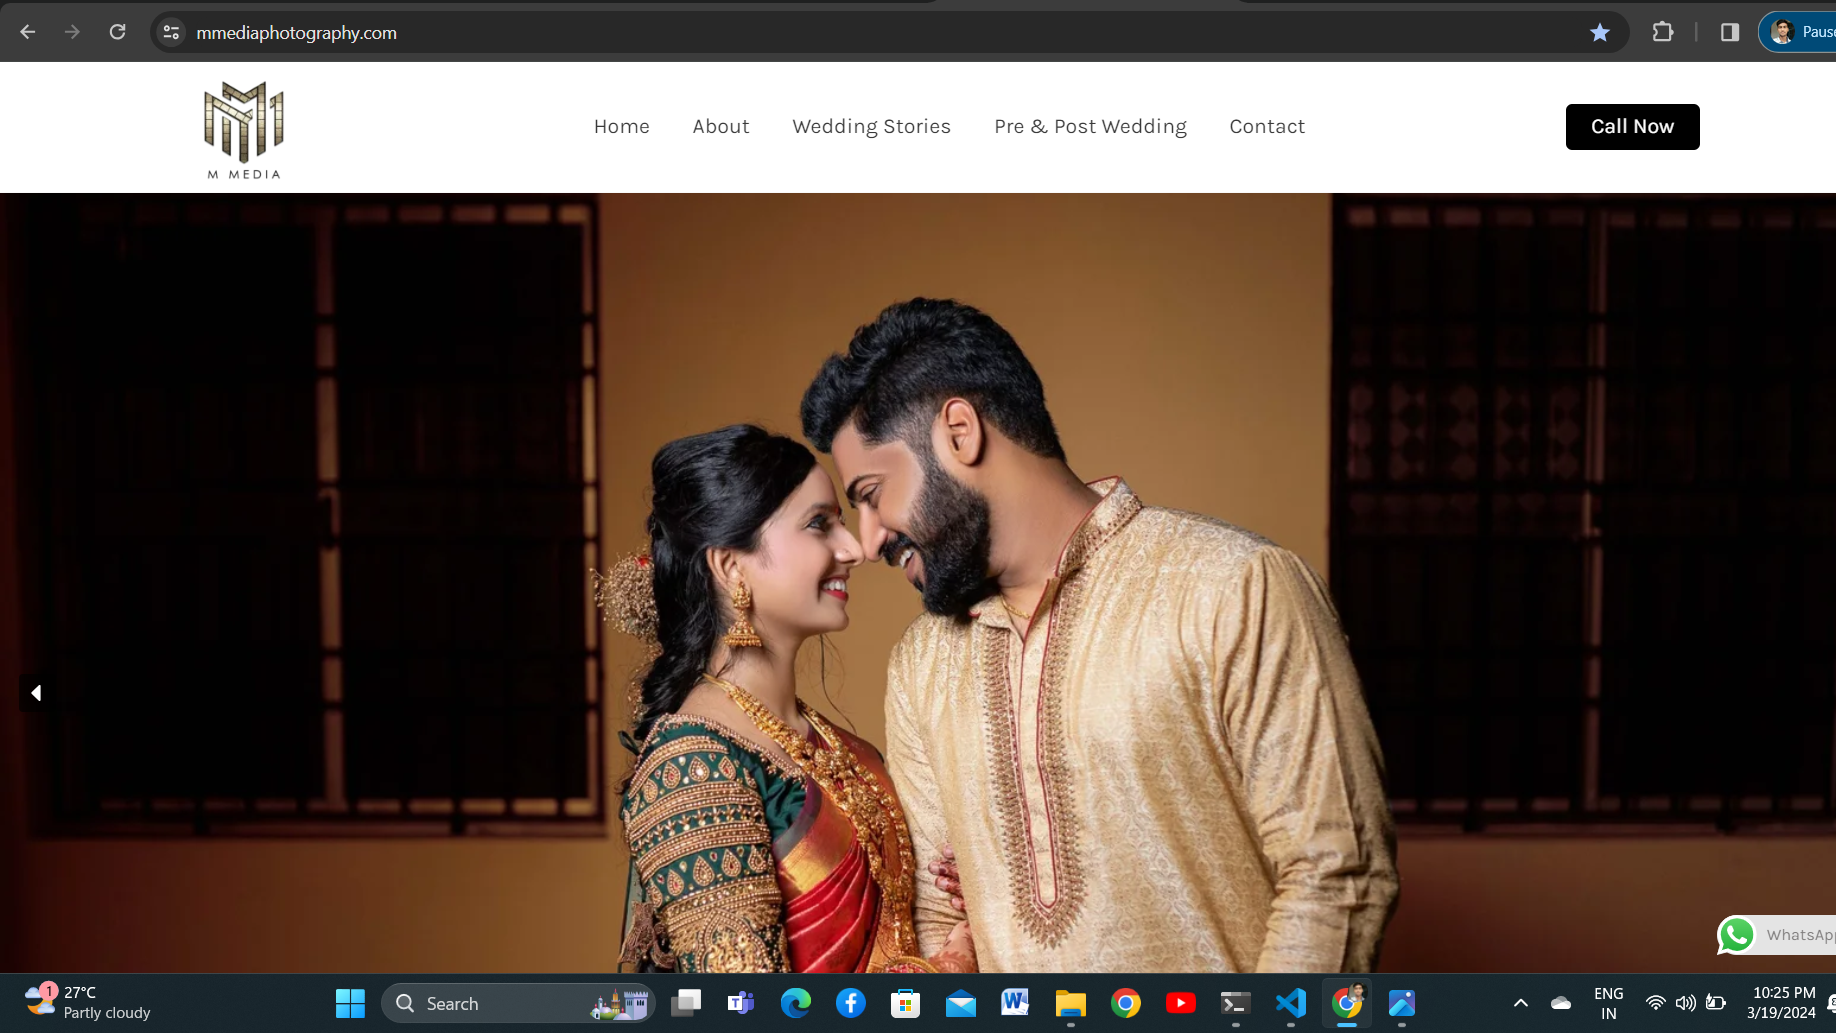 mmediaphotography.com
Paus
M MEDIA
Home About Wedding Stories Pre & Post Wedding Contact
Call Now
WhatsApp
1
27°C
Partly cloudy
Search
ENG
IN
10:25 PM
3/19/2024